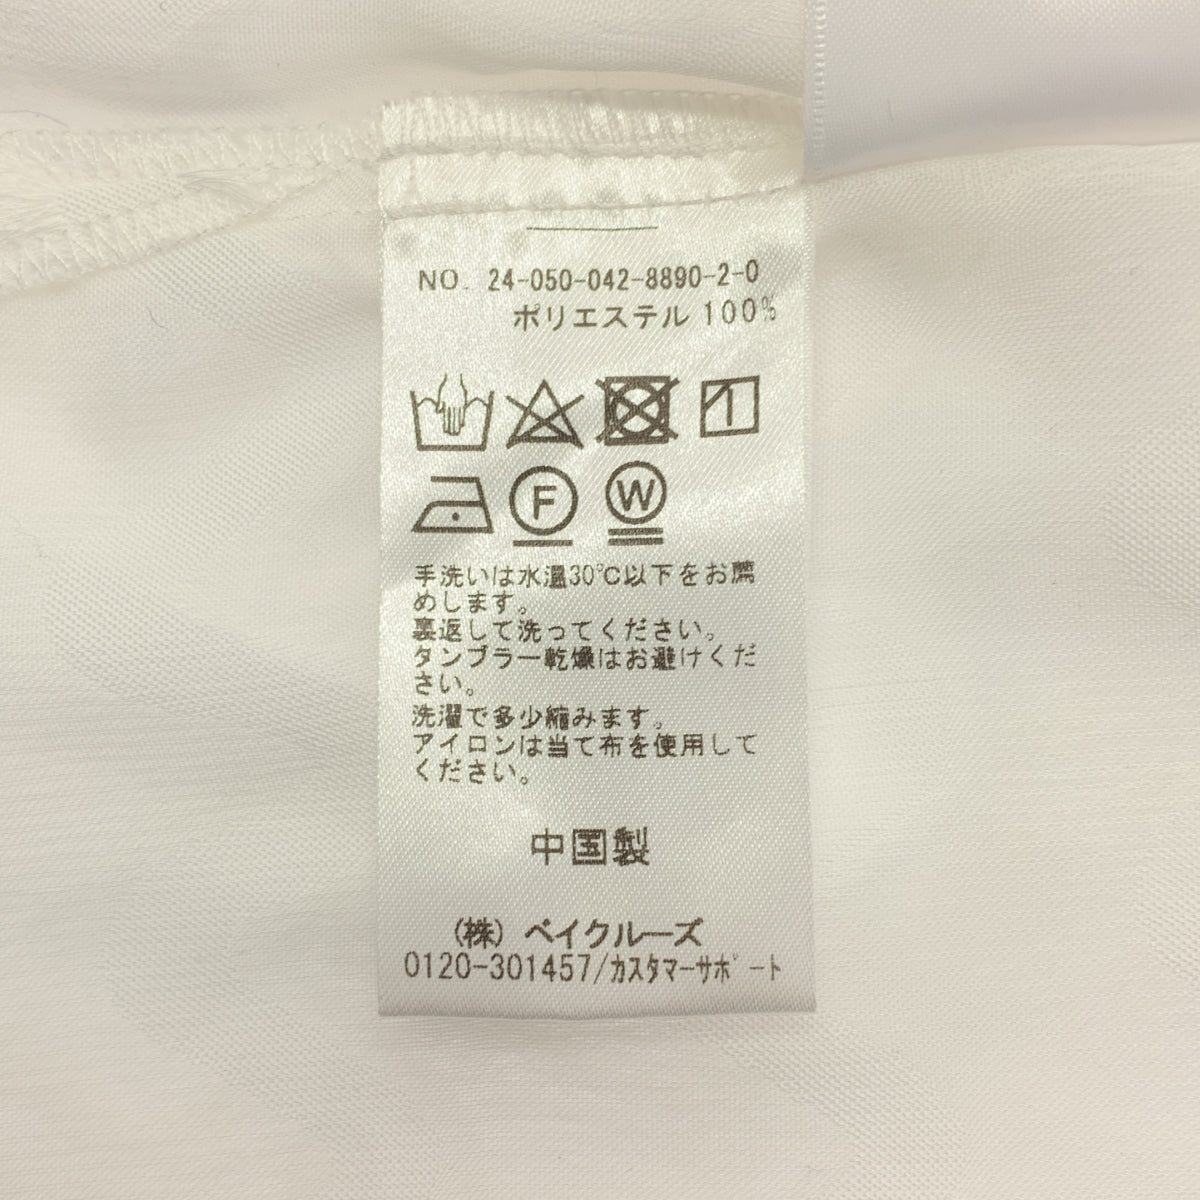 NO. 24-050-042-8890-2-0
ポリエステル 100%
F W
手洗いは水温30℃以下をお薦
めします。
裏返して洗ってください。
タンブラー乾燥はお避けくだ
さい。
洗濯で多少縮みます。
アイロンは当て布を使用して
ください。
中国製
(株) ベイクルーズ
0120-301457/カスタマーサポート